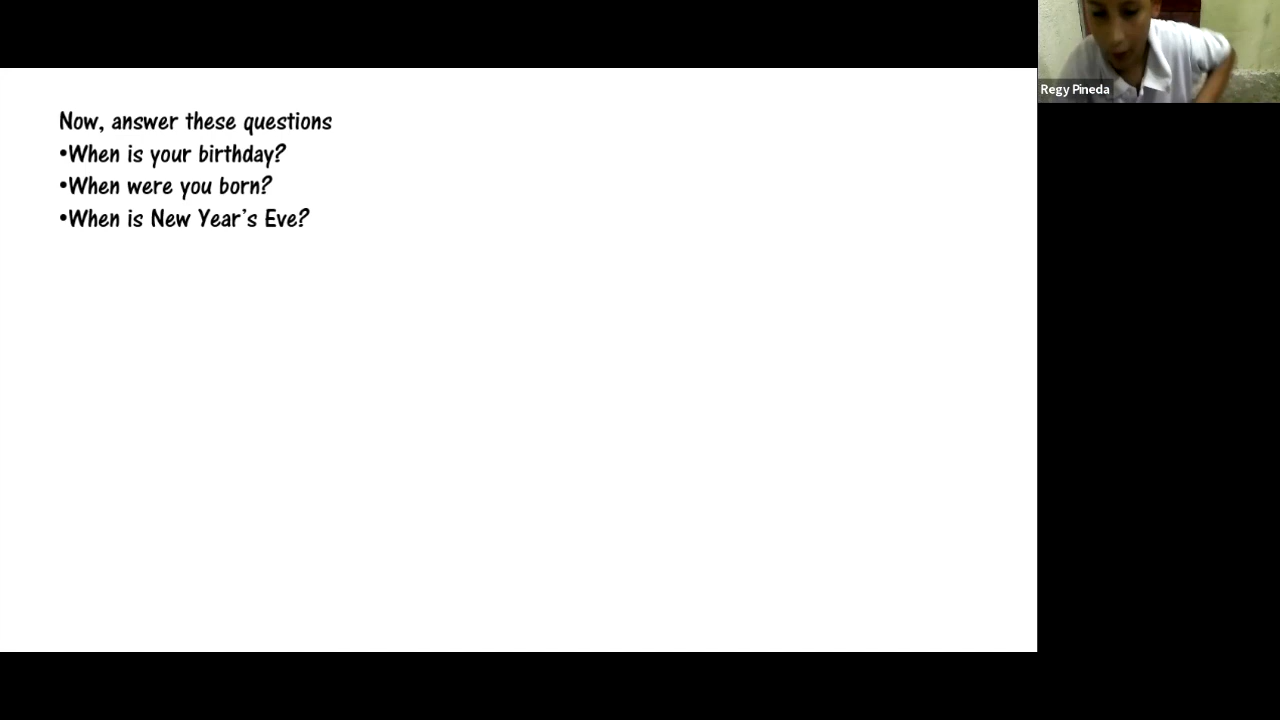 Now, answer these questions
•When is your birthday?
•When were you born?
•When is New Year’s Eve?
Regy Pineda